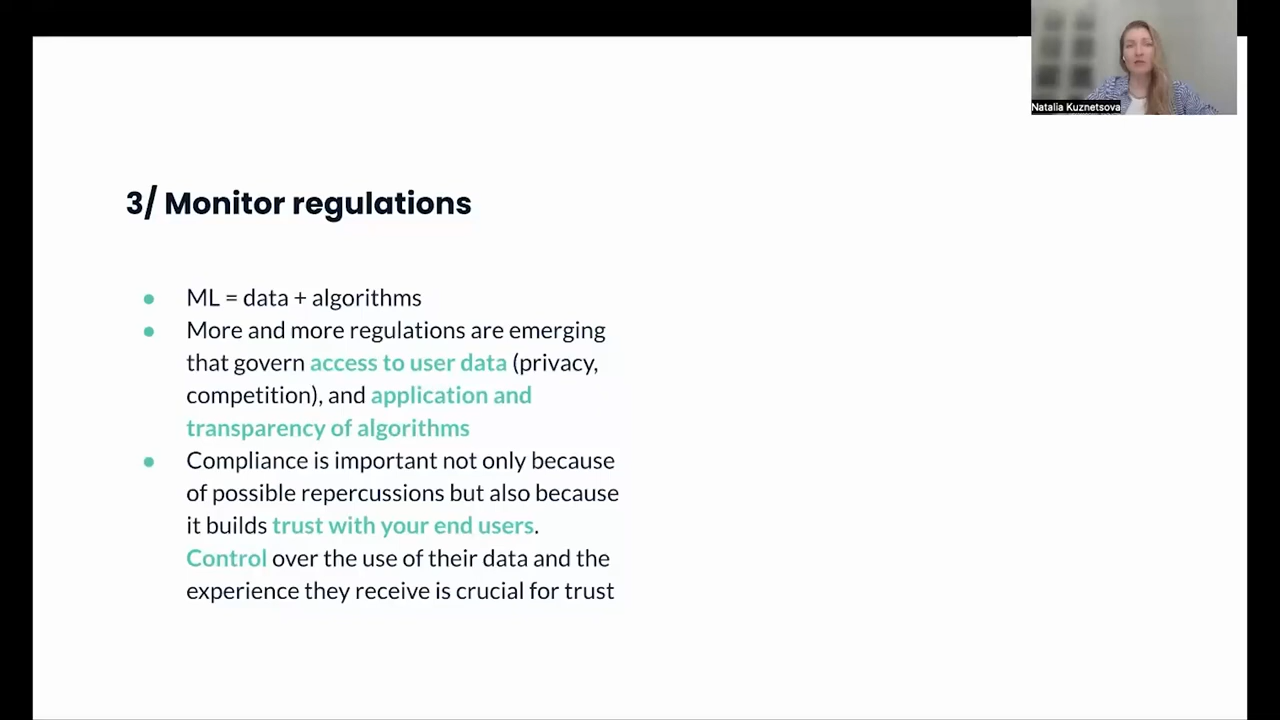 Natalia Kuznetsova
3/ Monitor regulations
● ML = data + algorithms
● More and more regulations are emerging
that govern access to user data (privacy,
competition), and application and
transparency of algorithms
● Compliance is important not only because
of possible repercussions but also because
it builds trust with your end users.
Control over the use of their data and the
experience they receive is crucial for trust